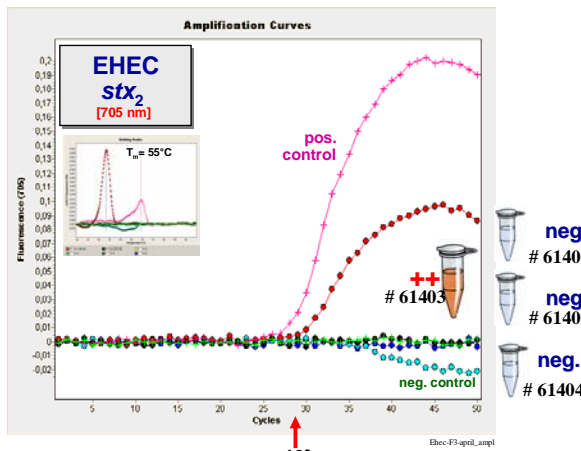 Amplification Curves
EHEC
stx2
[705 nm]
Tm= 55°C
pos.
control
Fluorescence (705)
0,2
0,19
0,18
0,17
0,16
0,15
0,14
0,13
0,12
0,11
0,1
0,09
0,08
0,07
0,06
0,05
0,04
0,03
0,02
0,01
0
-0,01
-0,02
++
# 61403
neg
# 6140
neg
# 6140
neg.
# 61404
neg. control
5 10 15 20 25 30 35 40 45 50
Cycles
Ehec-F3-april_ampl